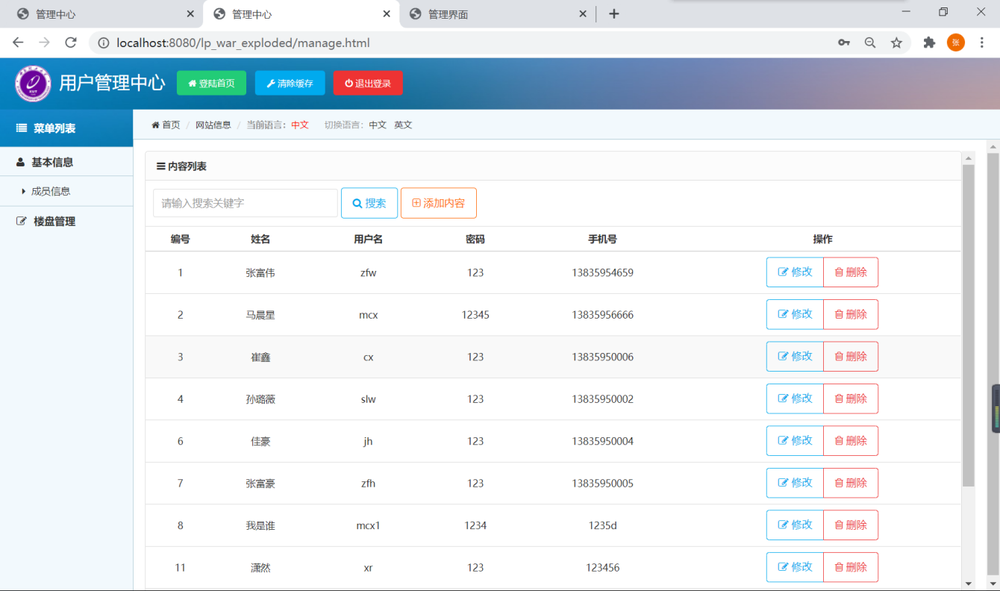 管理中心 管理中心 管理界面
localhost:8080/lp_war_exploded/manage.html 张
用户管理中心 登陆首页 清除缓存 退出登录
菜单列表 首页 / 网站信息 / 当前语言：中文 切换语言：中文 英文
基本信息
成员信息
楼盘管理
内容列表
请输入搜索关键字 搜索 添加内容
编号 姓名 用户名 密码 手机号 操作
1 张富伟 zfw 123 13835954659 修改 删除
2 马晨星 mcx 12345 13835956666 修改 删除
3 崔鑫 cx 123 13835950006 修改 删除
4 孙璐薇 slw 123 13835950002 修改 删除
6 佳豪 jh 123 13835950004 修改 删除
7 张富豪 zfh 123 13835950005 修改 删除
8 我是谁 mcx1 1234 1235d 修改 删除
11 潇然 xr 123 123456 修改 删除